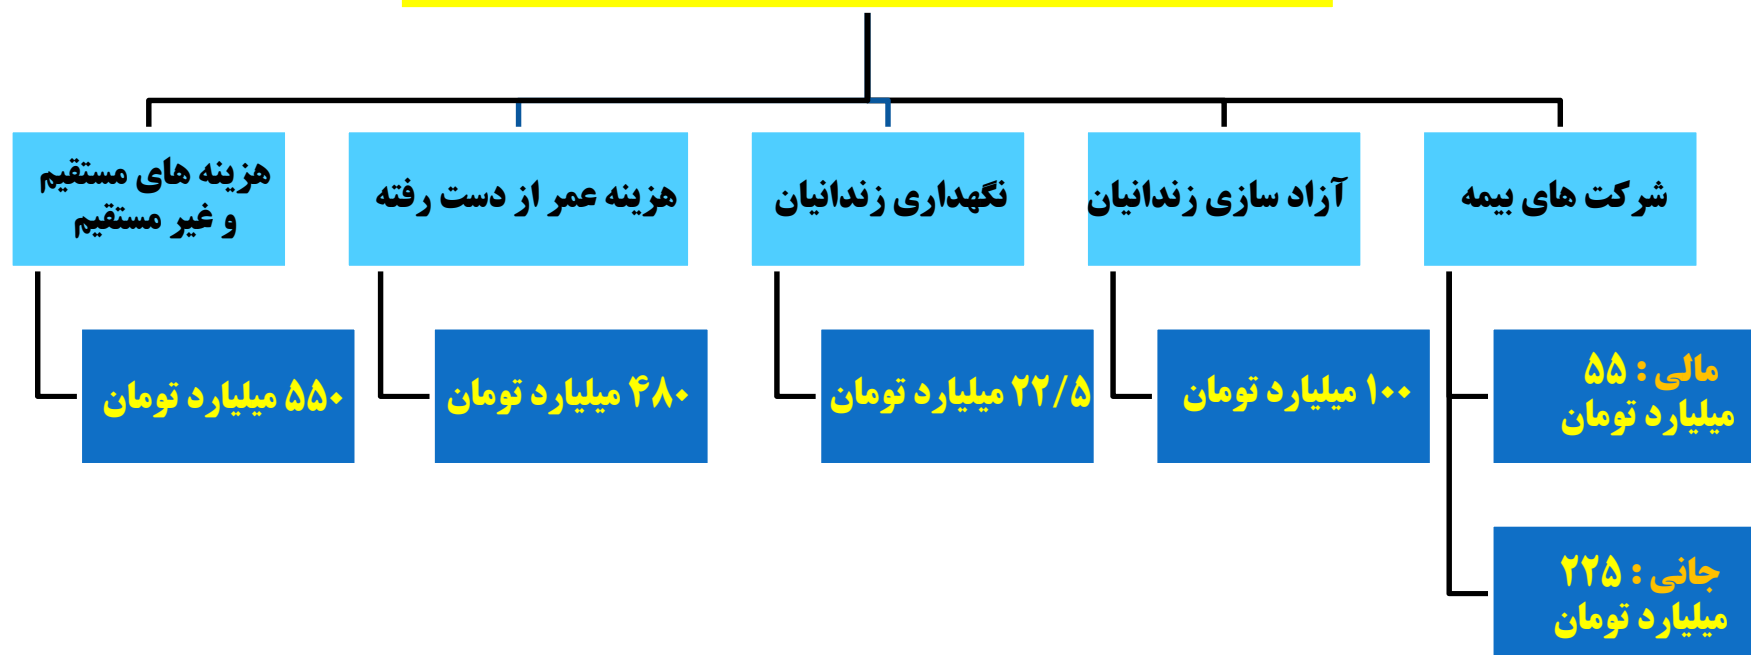 شرکت های بیمه
آزاد سازی زندانیان
نگهداری زندانیان
هزینه عمر از دست رفته
هزینه های مستقیم
و غیر مستقیم
مالی : ۵۵
میلیارد تومان
۱۰۰ میلیارد تومان
۲۲/۵ میلیارد تومان
۴۸۰ میلیارد تومان
۵۵۰ میلیارد تومان
جانی : ۲۲۵
میلیارد تومان